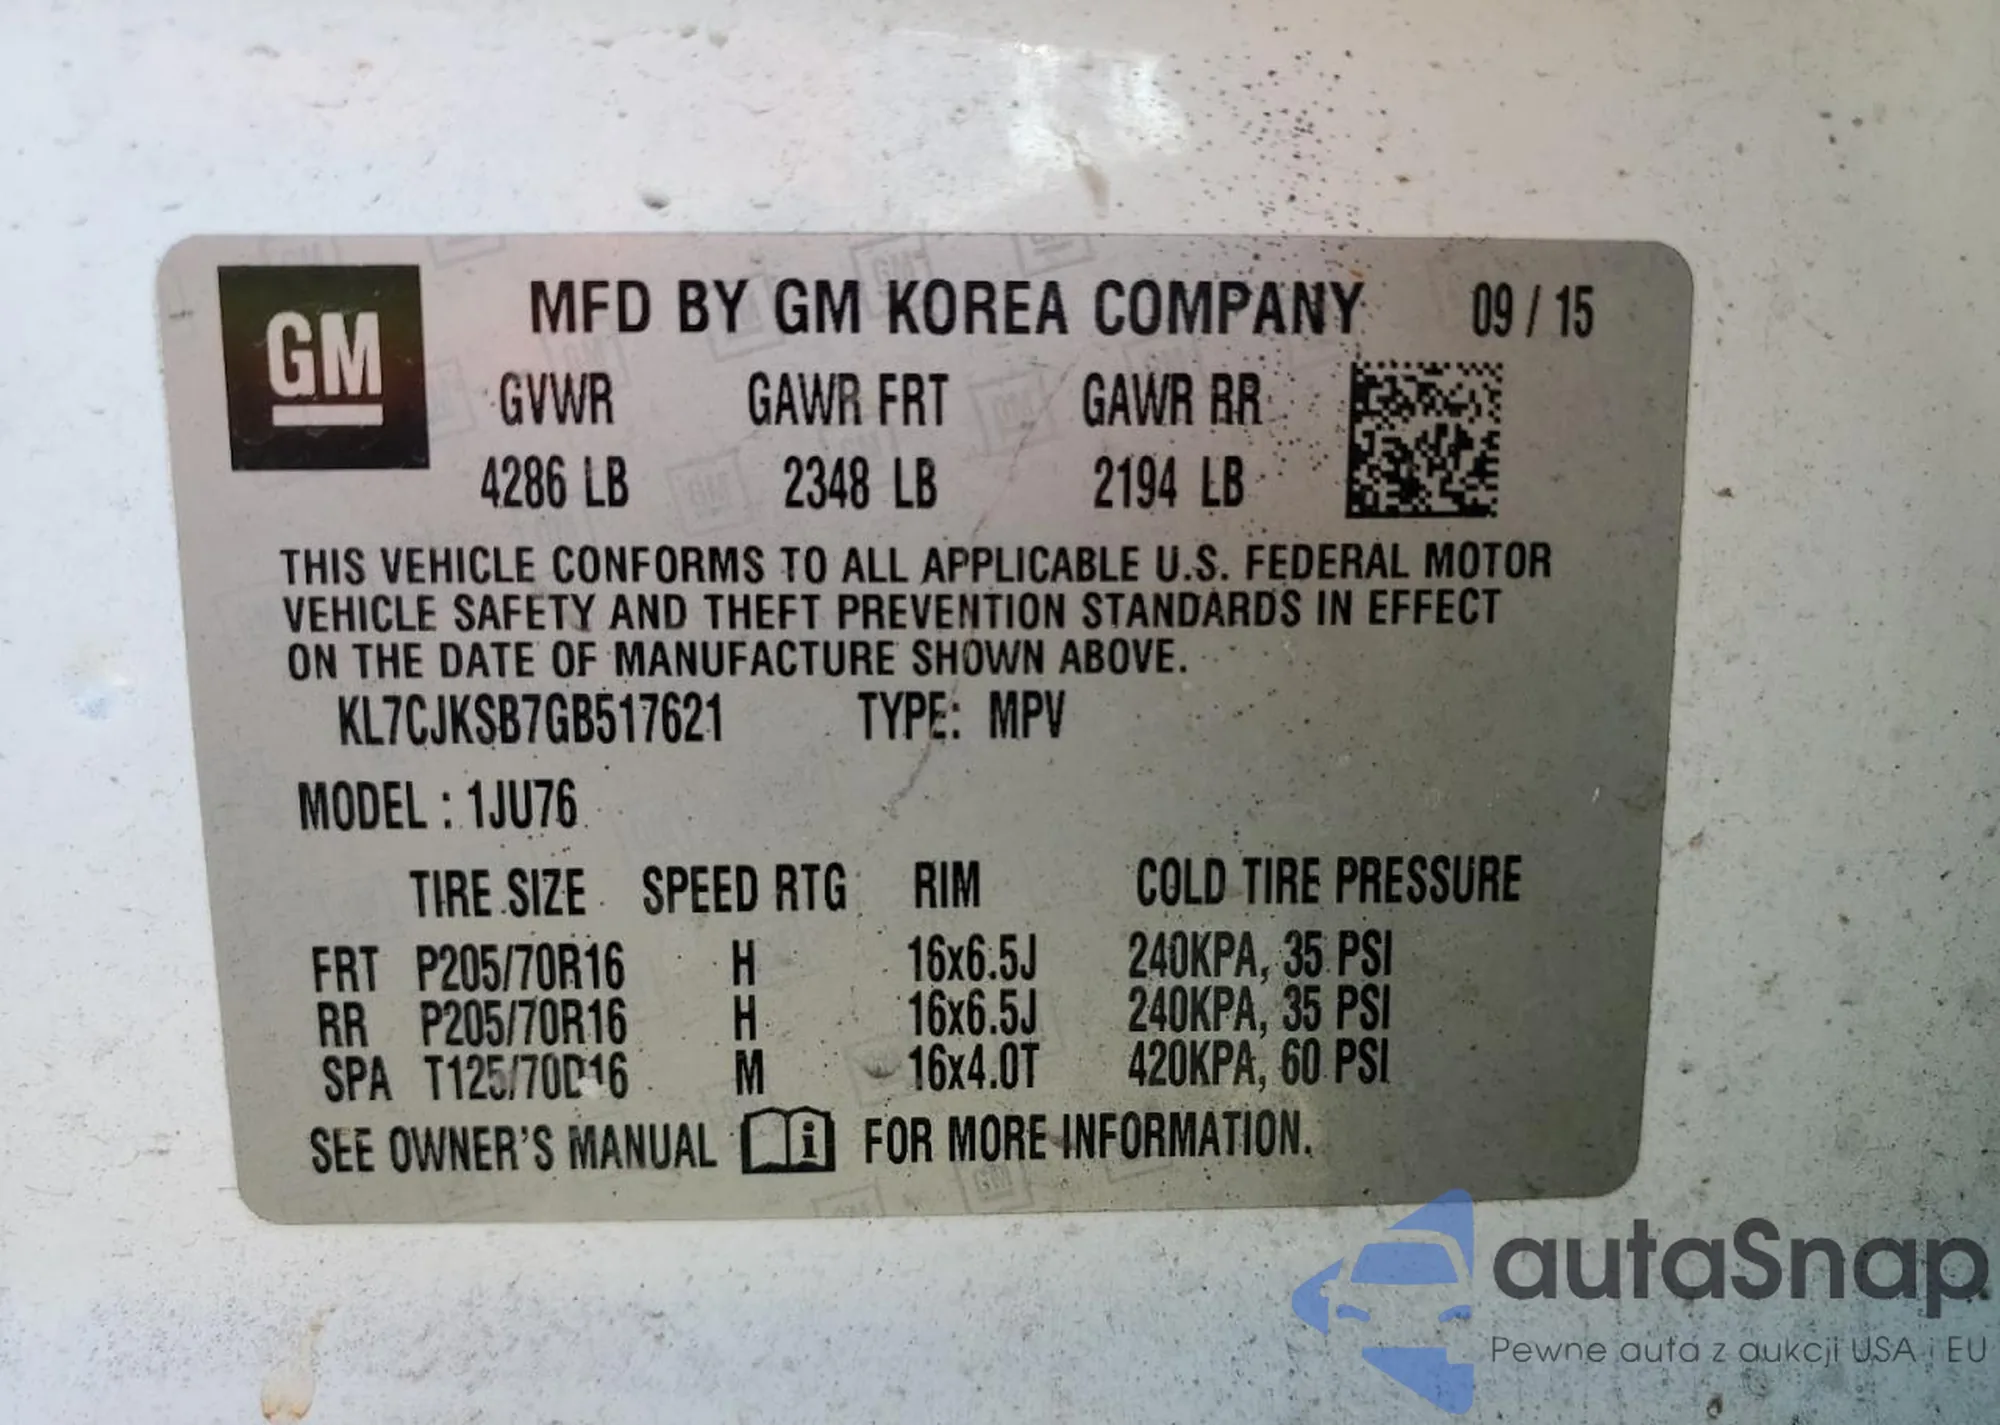 GM
MFD BY GM KOREA COMPANY 09 / 15
GVWR GAWR FRT GAWR RR
4286 LB 2348 LB 2194 LB
THIS VEHICLE CONFORMS TO ALL APPLICABLE U.S. FEDERAL MOTOR
VEHICLE SAFETY AND THEFT PREVENTION STANDARDS IN EFFECT
ON THE DATE OF MANUFACTURE SHOWN ABOVE.
KL7CJKSB7GB517621 TYPE: MPV
MODEL : 1JU76
TIRE SIZE SPEED RTG RIM COLD TIRE PRESSURE
FRT P205/70R16 H 16x6.5J 240KPA, 35 PSI
RR P205/70R16 H 16x6.5J 240KPA, 35 PSI
SPA T125/70D16 M 16x4.0T 420KPA, 60 PSI
SEE OWNER'S MANUAL i FOR MORE INFORMATION.
autaSnap
Pewne auta z aukcji USA i EU